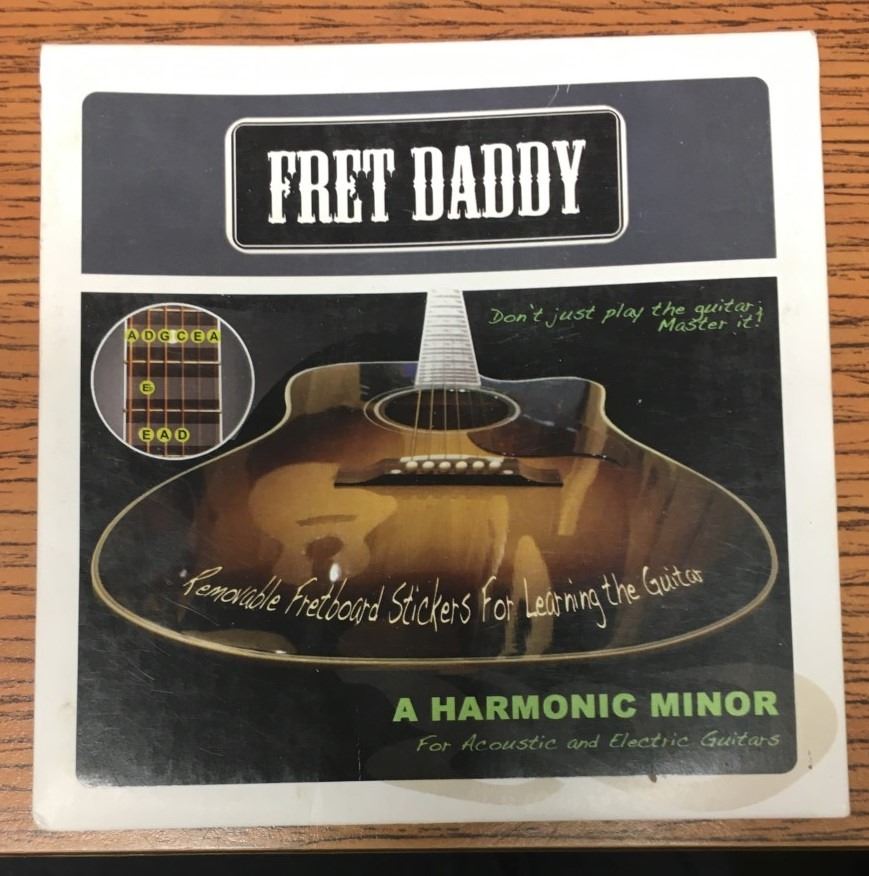 FRET DADDY
Don't just play the guitar;
Master it!
A D G C E A
E
E A D
Removable Fretboard Stickers For Learning the Guitar
A HARMONIC MINOR
For Acoustic and Electric Guitars